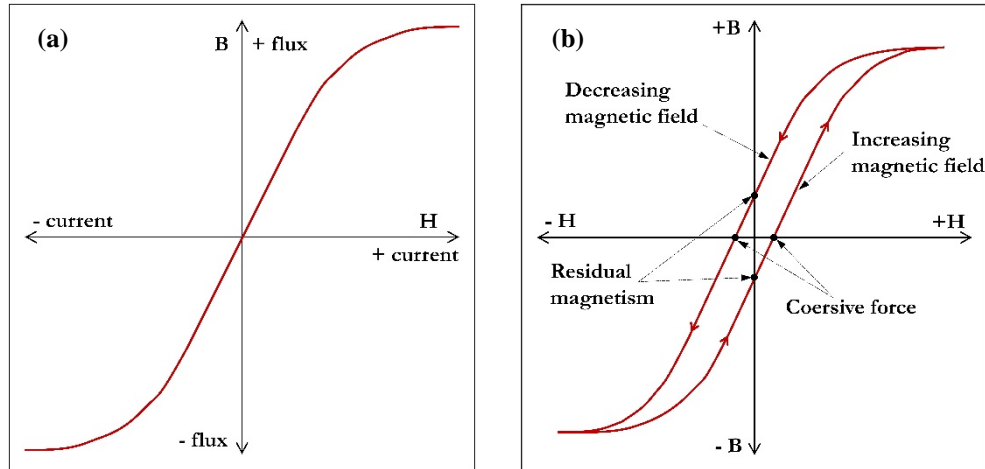 (a)
B
+ flux
- current
H
+ current
- flux
(b)
+B
Decreasing
magnetic field
Increasing
magnetic field
- H
+H
Residual
magnetism
Coersive force
- B